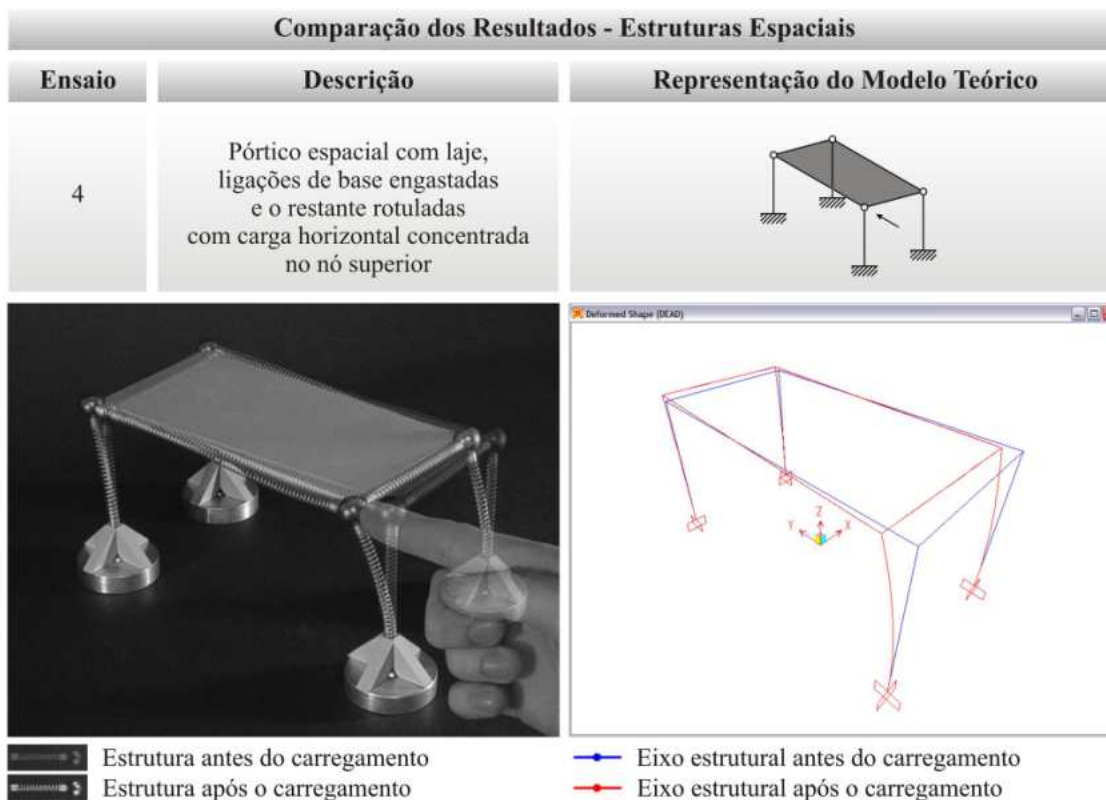 Comparação dos Resultados - Estruturas Espaciais
Ensaio
Descrição
Representação do Modelo Teórico
4
Pórtico espacial com laje,
ligações de base engastadas
e o restante rotuladas
com carga horizontal concentrada
no nó superior
Deformed Shape (DEAD)
Z
Y
X
Estrutura antes do carregamento
Estrutura após o carregamento
Eixo estrutural antes do carregamento
Eixo estrutural após o carregamento